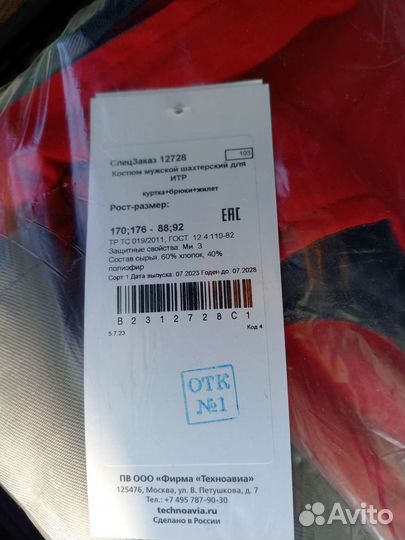 СпецЗаказ 12728
103
Костюм мужской шахтерский для
ИТР
куртка+брюки+жилет
Рост-размер:
EAC
170;176 - 88;92
ТР ТС 019/2011, ГОСТ 12.4.110-82
Защитные свойства: Ми З
Состав сырья: 60% хлопок, 40%
полиэфир
Сорт 1 Дата выпуска: 07.2023 Годен до: 07.2028
B 2 3 1 2 7 2 8 C 1
5.7.23
Код 4
ОТК
№1
ПВ ООО «Фирма «Техноавиа»
125476, Москва, ул. В. Петушкова, д. 7
Тел.: +7 495 787-90-30
technoavia.ru
Сделано в России
Avito